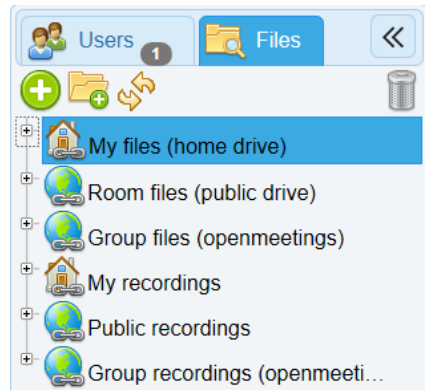 Users 1 Files
My files (home drive)
Room files (public drive)
Group files (openmeetings)
My recordings
Public recordings
Group recordings (openmeeti...